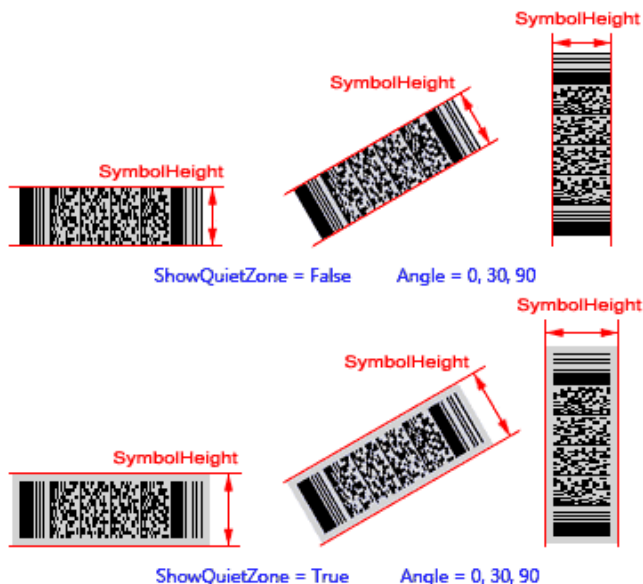 SymbolHeight
SymbolHeight
SymbolHeight
ShowQuietZone = False Angle = 0, 30, 90
SymbolHeight
SymbolHeight
SymbolHeight
ShowQuietZone = True Angle = 0, 30, 90